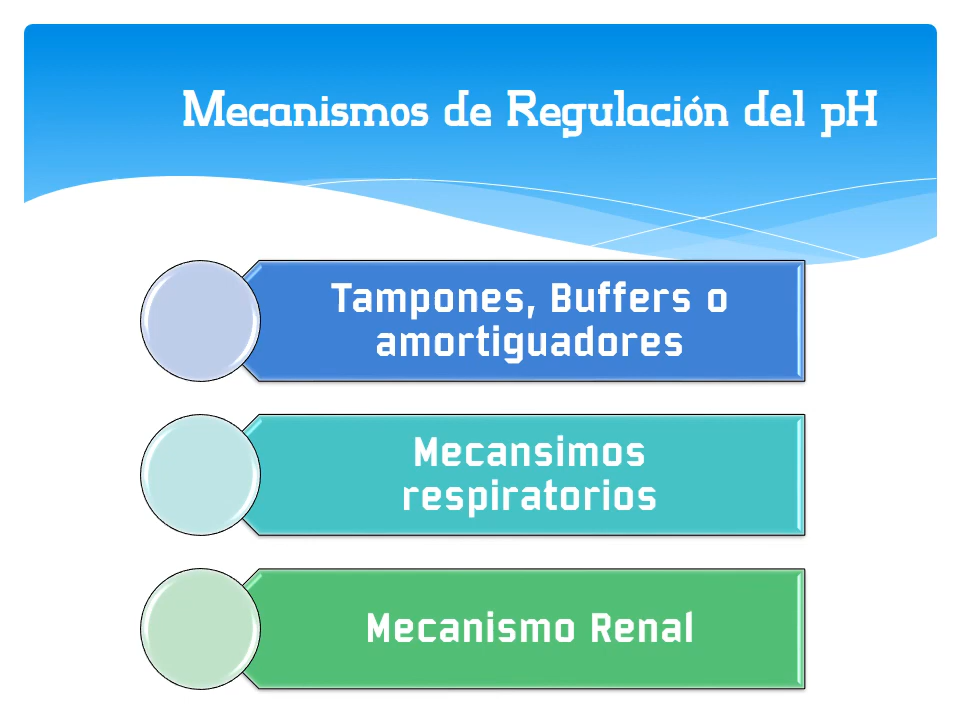 Mecanismos de Regulación del pH
Tampones, Buffers o
amortiguadores
Mecansimos
respiratorios
Mecanismo Renal